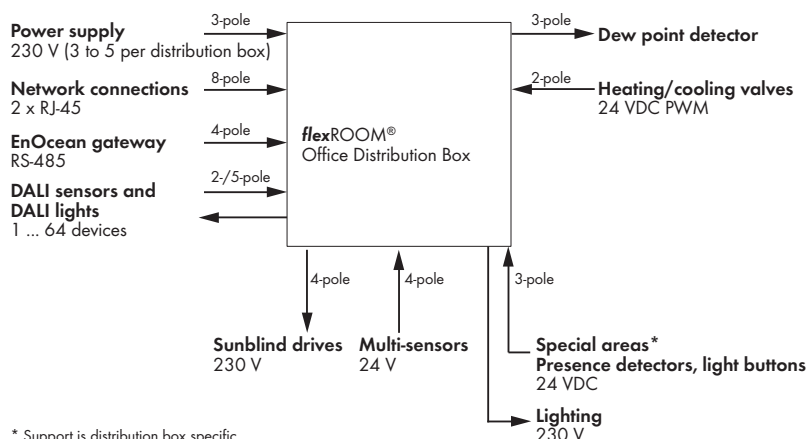 3-pole
Power supply
230 V (3 to 5 per distribution box)
8-pole
Network connections
2 x RJ-45
4-pole
EnOcean gateway
RS-485
2-/5-pole
DALI sensors and
DALI lights
1 ... 64 devices
flexROOM®
Office Distribution Box
3-pole
Dew point detector
2-pole
Heating/cooling valves
24 VDC PWM
4-pole
4-pole
3-pole
Sunblind drives
230 V
Multi-sensors
24 V
Special areas*
Presence detectors, light buttons
24 VDC
Lighting
230 V
* Support is distribution box specific